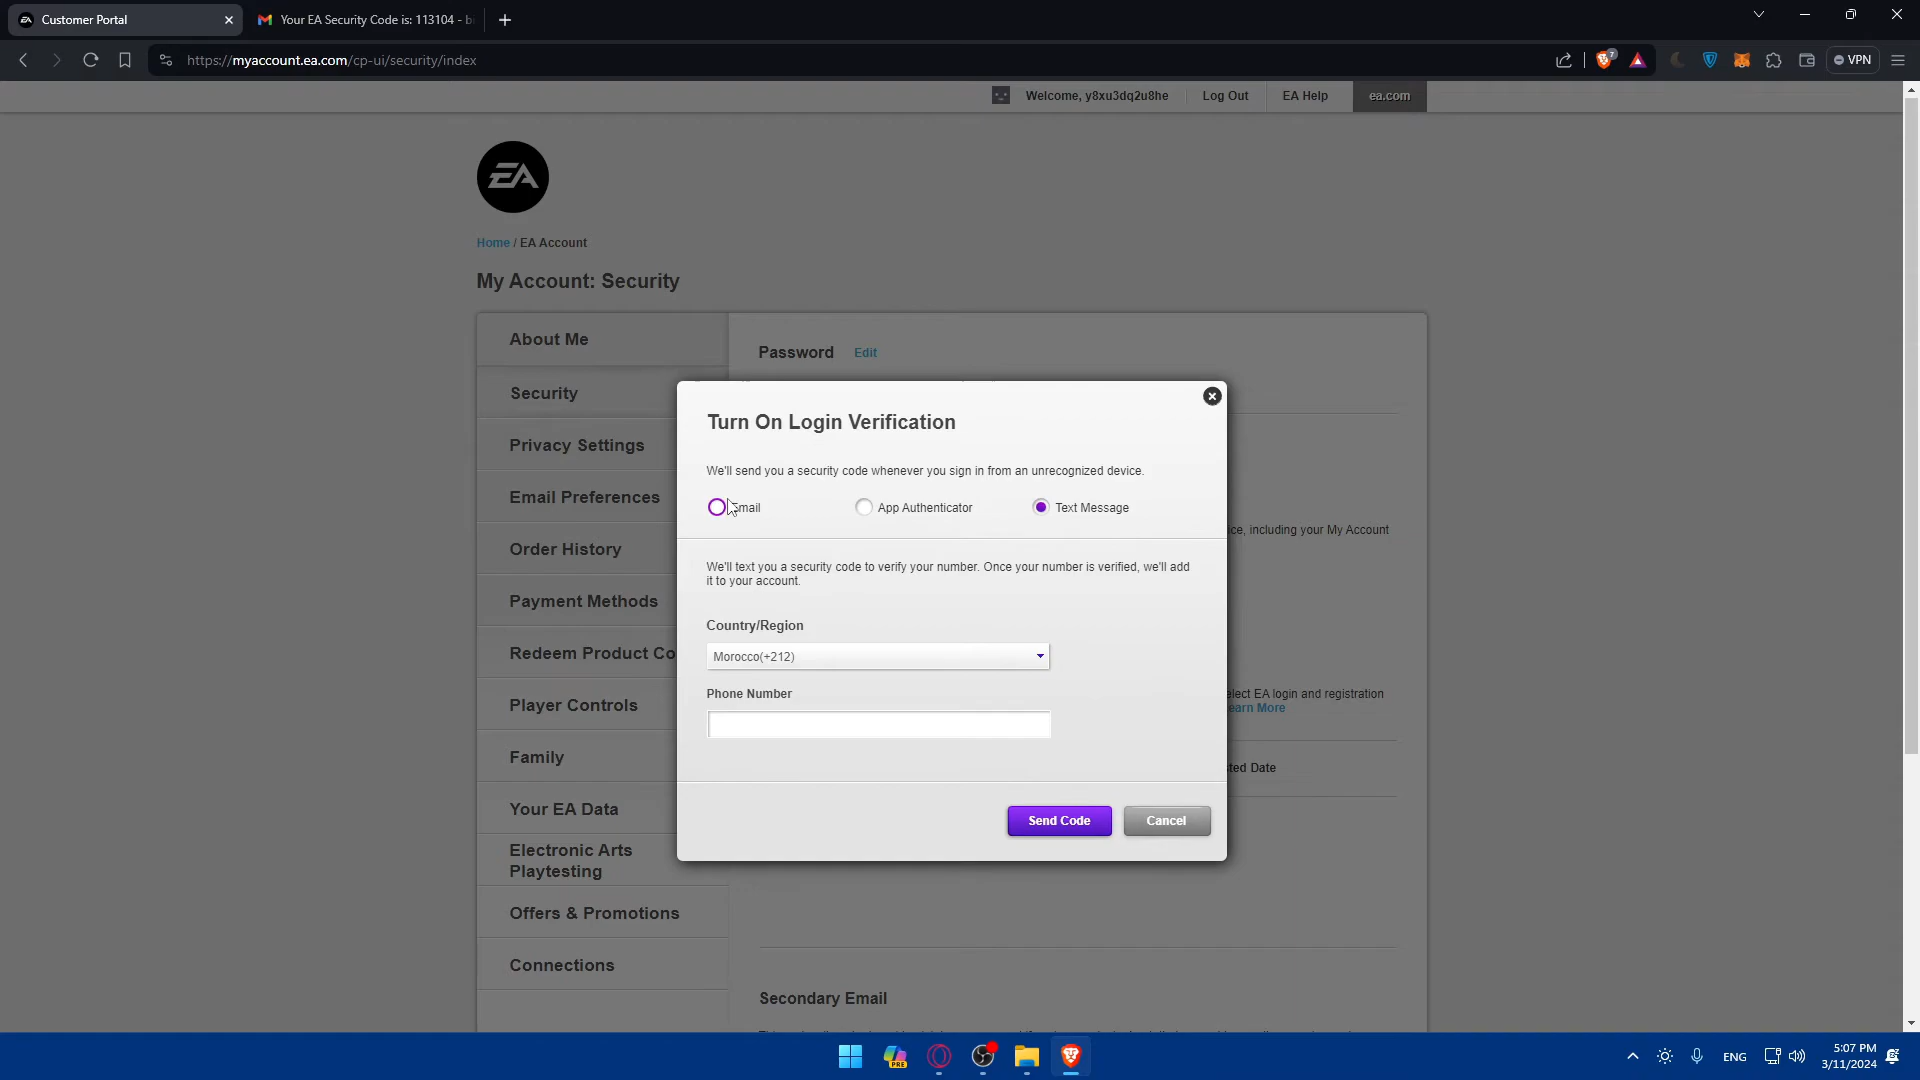 Customer Portal
Your EA Security Code is: 113104 - b
https://myaccount.ea.com/cp-ui/security/index
7
VPN
Welcome, y8xu3dq2u8he
Log Out
EA Help
ea.com
EA
Home / EA Account
My Account: Security
About Me
Security
Privacy Settings
Email Preferences
Order History
Payment Methods
Redeem Product Co
Player Controls
Family
Your EA Data
Electronic Arts
Playtesting
Offers & Promotions
Connections
Password Edit
Turn On Login Verification
We'll send you a security code whenever you sign in from an unrecognized device.
Email
App Authenticator
Text Message
We'll text you a security code to verify your number. Once your number is verified, we'll add
it to your account.
Country/Region
Morocco(+212)
Phone Number
Send Code
Cancel
ice, including your My Account
elect EA login and registration
earn More
sted Date
Secondary Email
PRE
ENG
5:07 PM
3/11/2024